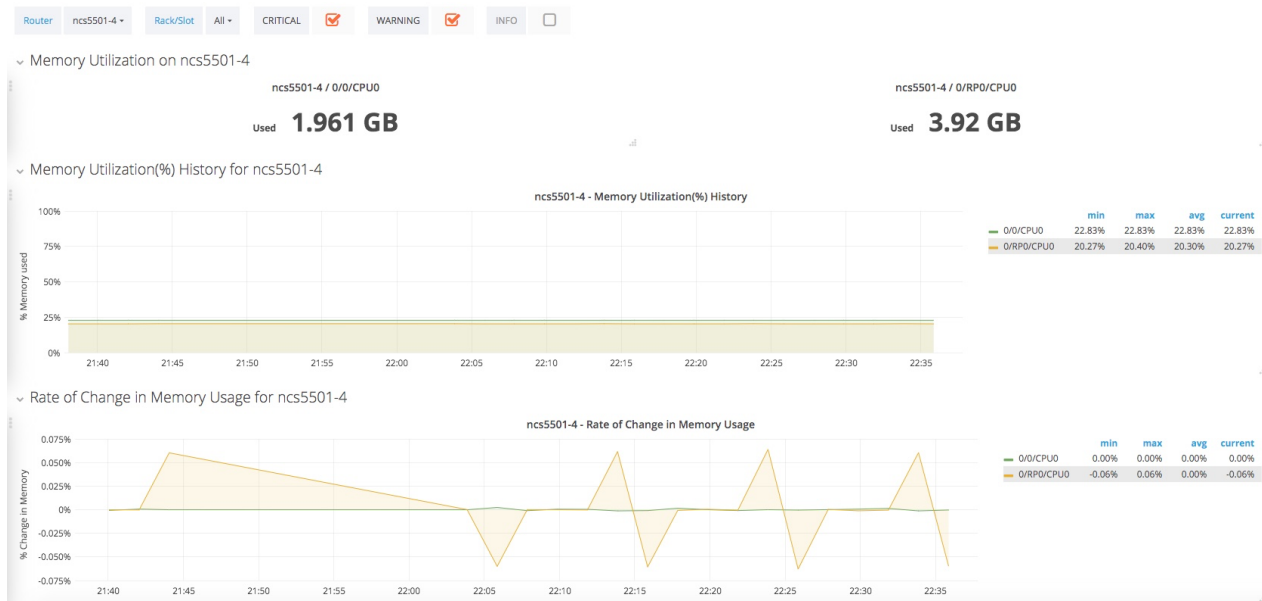 Router ncs5501-4 Rack/Slot All CRITICAL WARNING INFO
Memory Utilization on ncs5501-4
ncs5501-4 / 0/0/CPU0
Used 1.961 GB
ncs5501-4 / 0/RP0/CPU0
Used 3.92 GB
Memory Utilization(%) History for ncs5501-4
ncs5501-4 - Memory Utilization(%) History
% Memory used
100%
75%
50%
25%
0%
21:40 21:45 21:50 21:55 22:00 22:05 22:10 22:15 22:20 22:25 22:30 22:35
min max avg current
0/0/CPU0 22.83% 22.83% 22.83% 22.83%
0/RP0/CPU0 20.27% 20.40% 20.30% 20.27%
Rate of Change in Memory Usage for ncs5501-4
ncs5501-4 - Rate of Change in Memory Usage
% Change in Memory
0.075%
0.050%
0.025%
0%
-0.025%
-0.050%
-0.075%
21:40 21:45 21:50 21:55 22:00 22:05 22:10 22:15 22:20 22:25 22:30 22:35
min max avg current
0/0/CPU0 0.00% 0.00% 0.00% 0.00%
0/RP0/CPU0 -0.06% 0.06% 0.00% -0.06%